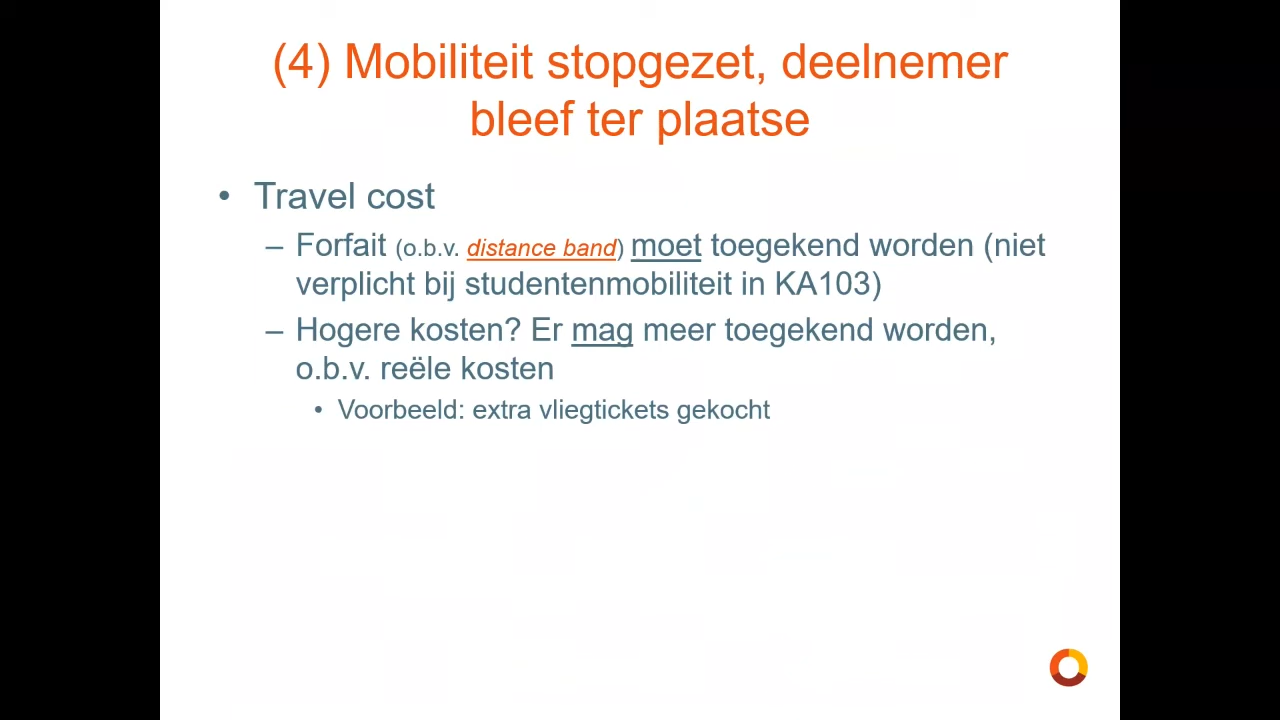 (4) Mobiliteit stopgezet, deelnemer
bleef ter plaatse
• Travel cost
– Forfait (o.b.v. distance band) moet toegekend worden (niet
verplicht bij studentenmobiliteit in KA103)
– Hogere kosten? Er mag meer toegekend worden,
o.b.v. reële kosten
• Voorbeeld: extra vliegtickets gekocht